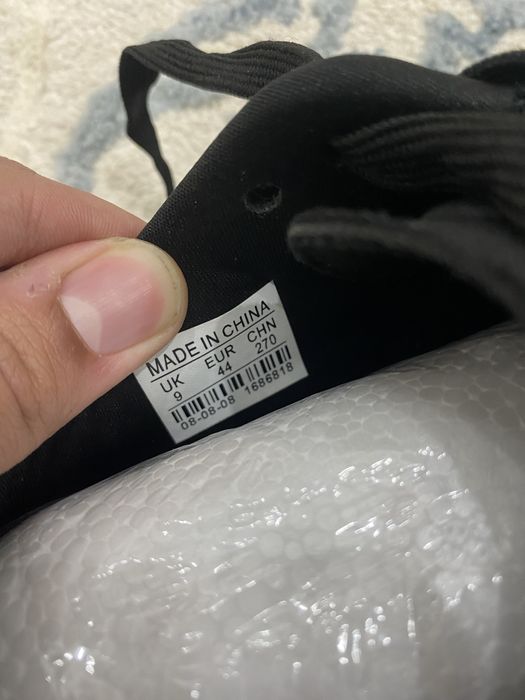 MADE IN CHINA
UK EUR CHN
9 44 270
08-08-08 1686818